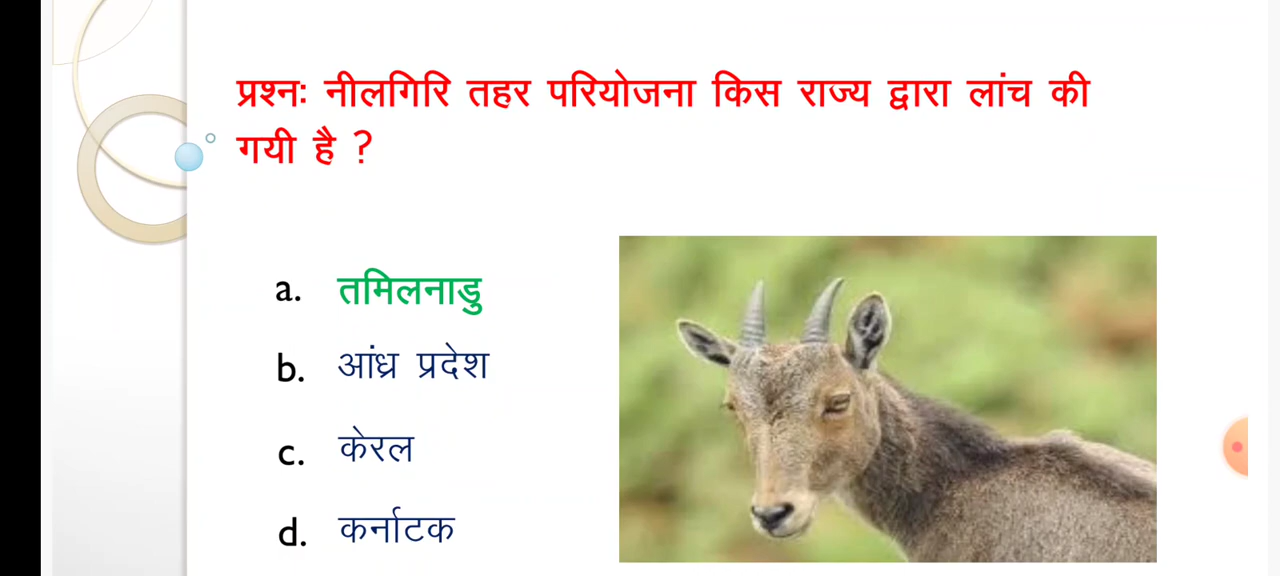 प्रश्नः नीलगिरि तहर परियोजना किस राज्य द्वारा लांच की
गयी है ?
a. तमिलनाडु
b. आंध्र प्रदेश
c. केरल
d. कर्नाटक